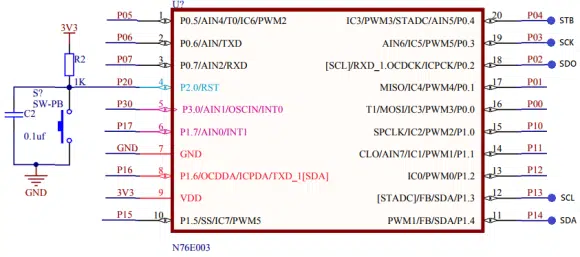 U?
P05 1 P0.5/AIN4/T0/IC6/PWM2 IC3/PWM3/STADC/AIN5/P0.4 20 P04 STB
3V3
P06 2 P0.6/AIN/TXD AIN6/IC5/PWM5/P0.3 19 P03 SCK
R2
P07 3 P0.7/AIN2/RXD [SCL]/RXD_1.OCDCK/ICPCK/P0.2 18 P02 SDO
1K
P20 4 P2.0/RST MISO/IC4/PWM4/P0.1 17 P01
S?
SW-PB
P30 5 P3.0/AIN1/OSCIN/INT0 T1/MOSI/IC3/PWM3/P0.0 16 P00
C2
P17 6 P1.7/AIN0/INT1 SPCLK/IC2/PWM2/P1.0 15 P10
0.1uf
GND 7 GND CLO/AIN7/IC1/PWM1/P1.1 14 P11
P16 8 P1.6/OCDDA/ICPDA/TXD_1[SDA] IC0/PWM0/P1.2 13 P12
GND
3V3 9 VDD [STADC]/FB/SDA/P1.3 12 P13 SCL
P15 10 P1.5/SS/IC7/PWM5 PWM1/FB/SDA/P1.4 11 P14 SDA
N76E003